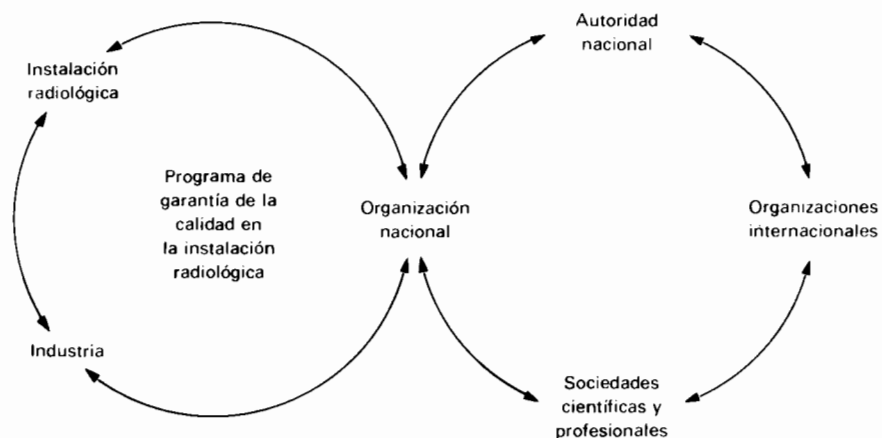 Autoridad
nacional
Instalación
radiológica
Programa de
garantía de la
calidad en
la instalación
radiológica
Organización
nacional
Organizaciones
internacionales
Industria
Sociedades
científicas y
profesionales